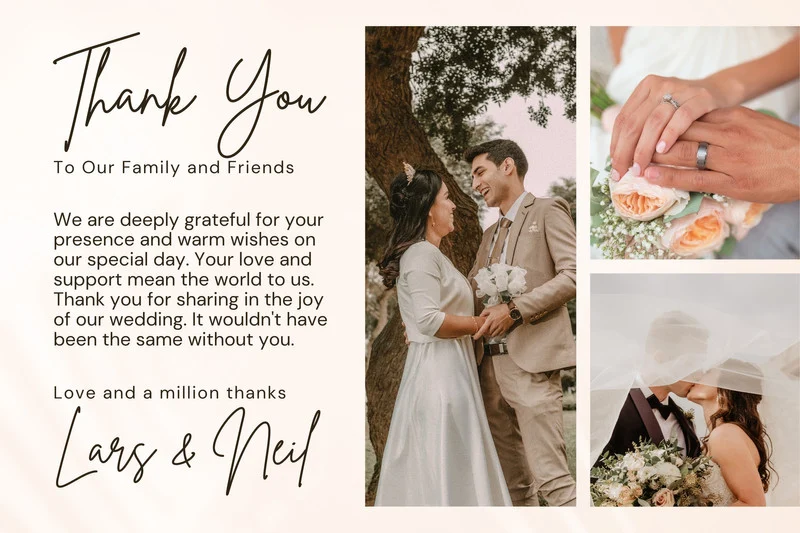 Thank You
To Our Family and Friends
We are deeply grateful for your
presence and warm wishes on
our special day. Your love and
support mean the world to us.
Thank you for sharing in the joy
of our wedding. It wouldn't have
been the same without you.
Love and a million thanks
Lars & Neil